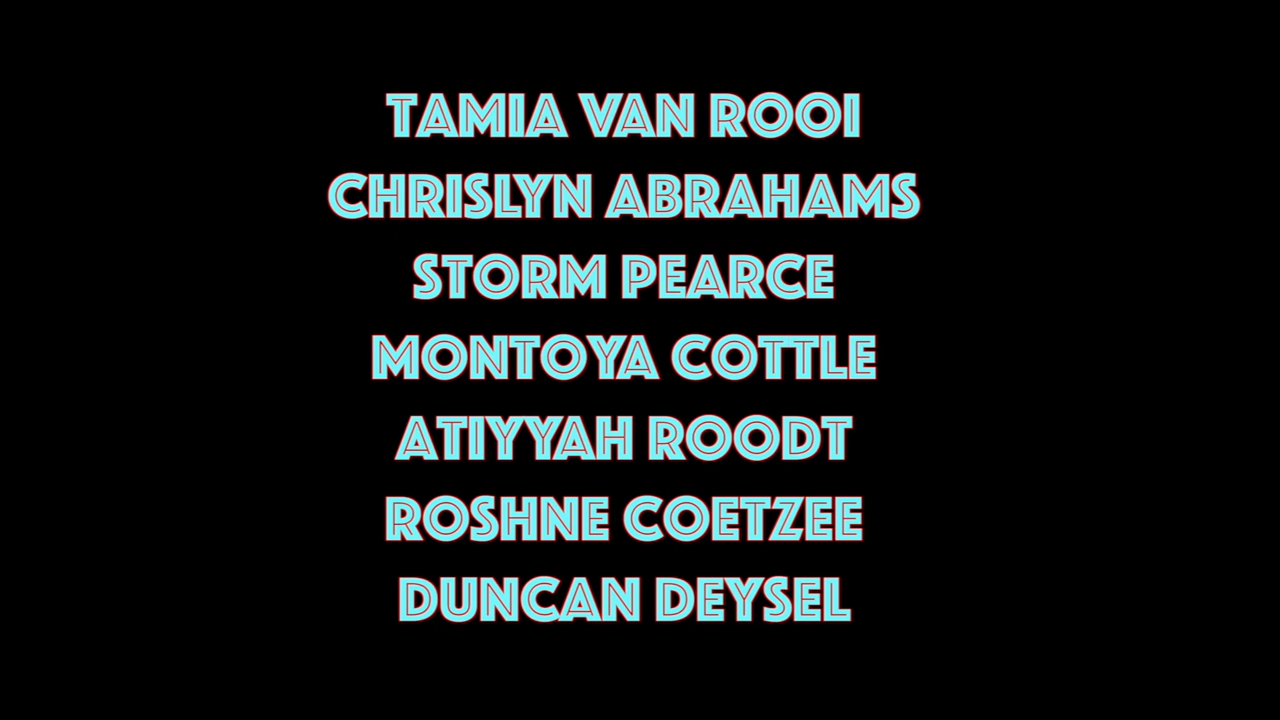 TAMIA VAN ROOI
CHRISLYN ABRAHAMS
STORM PEARCE
MONTOYA COTTLE
ATIYYAH ROODT
ROSHNE COETZEE
DUNCAN DEYSEL